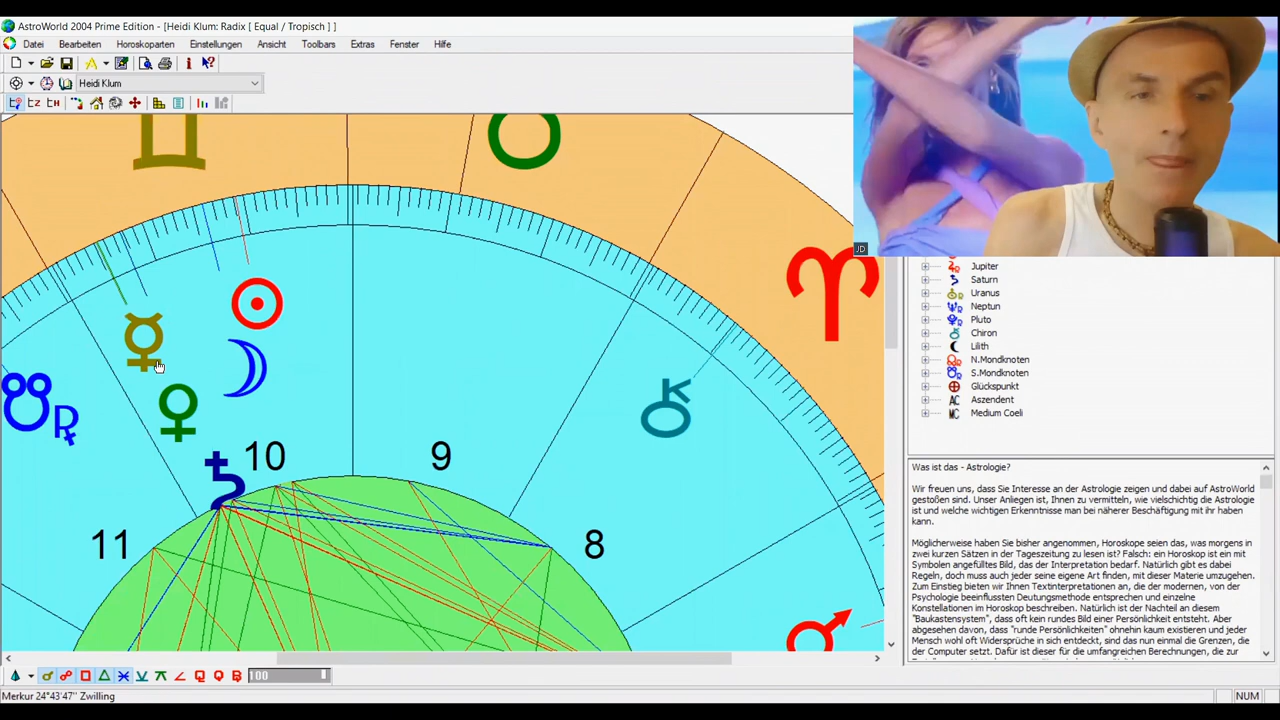 AstroWorld 2004 Prime Edition - [Heidi Klum: Radix [ Equal / Tropisch ] ]
Datei Bearbeiten Horoskoparten Einstellungen Ansicht Toolbars Extras Fenster Hilfe
Heidi Klum
JD
Jupiter
Saturn
Uranus
Neptun
Pluto
Chiron
Lilith
N.Mondknoten
S.Mondknoten
Glückspunkt
AC Aszendent
MC Medium Coeli
10
9
11
8
Was ist das - Astrologie?
Wir freuen uns, dass Sie Interesse an der Astrologie zeigen und dabei auf AstroWorld
gestoßen sind. Unser Anliegen ist, Ihnen zu vermitteln, wie vielschichtig die Astrologie
ist und welche wichtigen Erkenntnisse man bei näherer Beschäftigung mit ihr haben
kann.
Möglicherweise haben Sie bisher angenommen, Horoskope seien das, was morgens in
zwei kurzen Sätzen in der Tageszeitung zu lesen ist? Falsch: ein Horoskop ist ein mit
Symbolen angefülltes Bild, das der Interpretation bedarf. Natürlich gibt es dabei
Regeln, doch muss auch jeder seine eigene Art finden, mit dieser Materie umzugehen.
Zum Einstieg bieten wir Ihnen Textinterpretationen an, die der modernen, von der
Psychologie beeinflussten Deutungsmethode entsprechen und einzelne
Konstellationen im Horoskop beschreiben. Natürlich ist der Nachteil an diesem
"Baukastensystem", dass oft kein rundes Bild einer Persönlichkeit entsteht. Aber
abgesehen davon, dass "runde Persönlichkeiten" ohnehin kaum existieren und jeder
Mensch wohl oft Widersprüche in sich entdeckt, sind das nun einmal die Grenzen, die
der Computer setzt. Dafür ist dieser für die umfangreichen Berechnungen, die zur
100
Merkur 24°43'47'' Zwilling
NUM